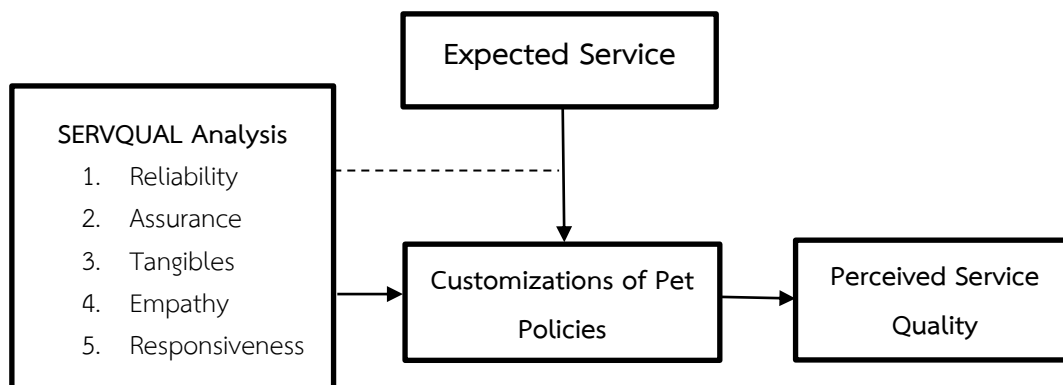 Expected Service
SERVQUAL Analysis
1. Reliability
2. Assurance
3. Tangibles
4. Empathy
5. Responsiveness
Customizations of Pet
Policies
Perceived Service
Quality